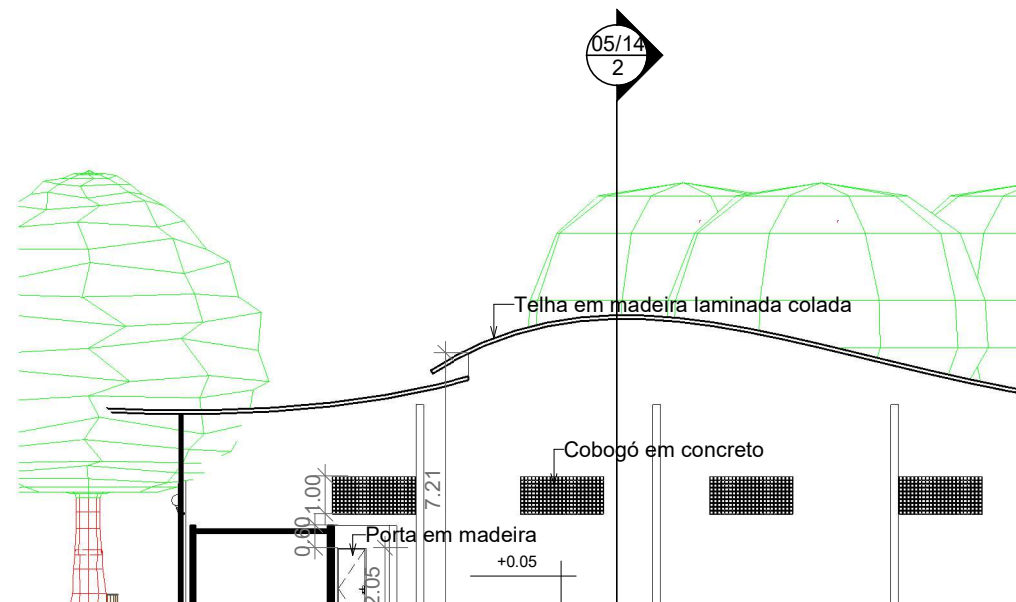 05/14
2
Telha em madeira laminada colada
Cobogó em concreto
1.00
7.21
0.60
Porta em madeira
2.05
+0.05